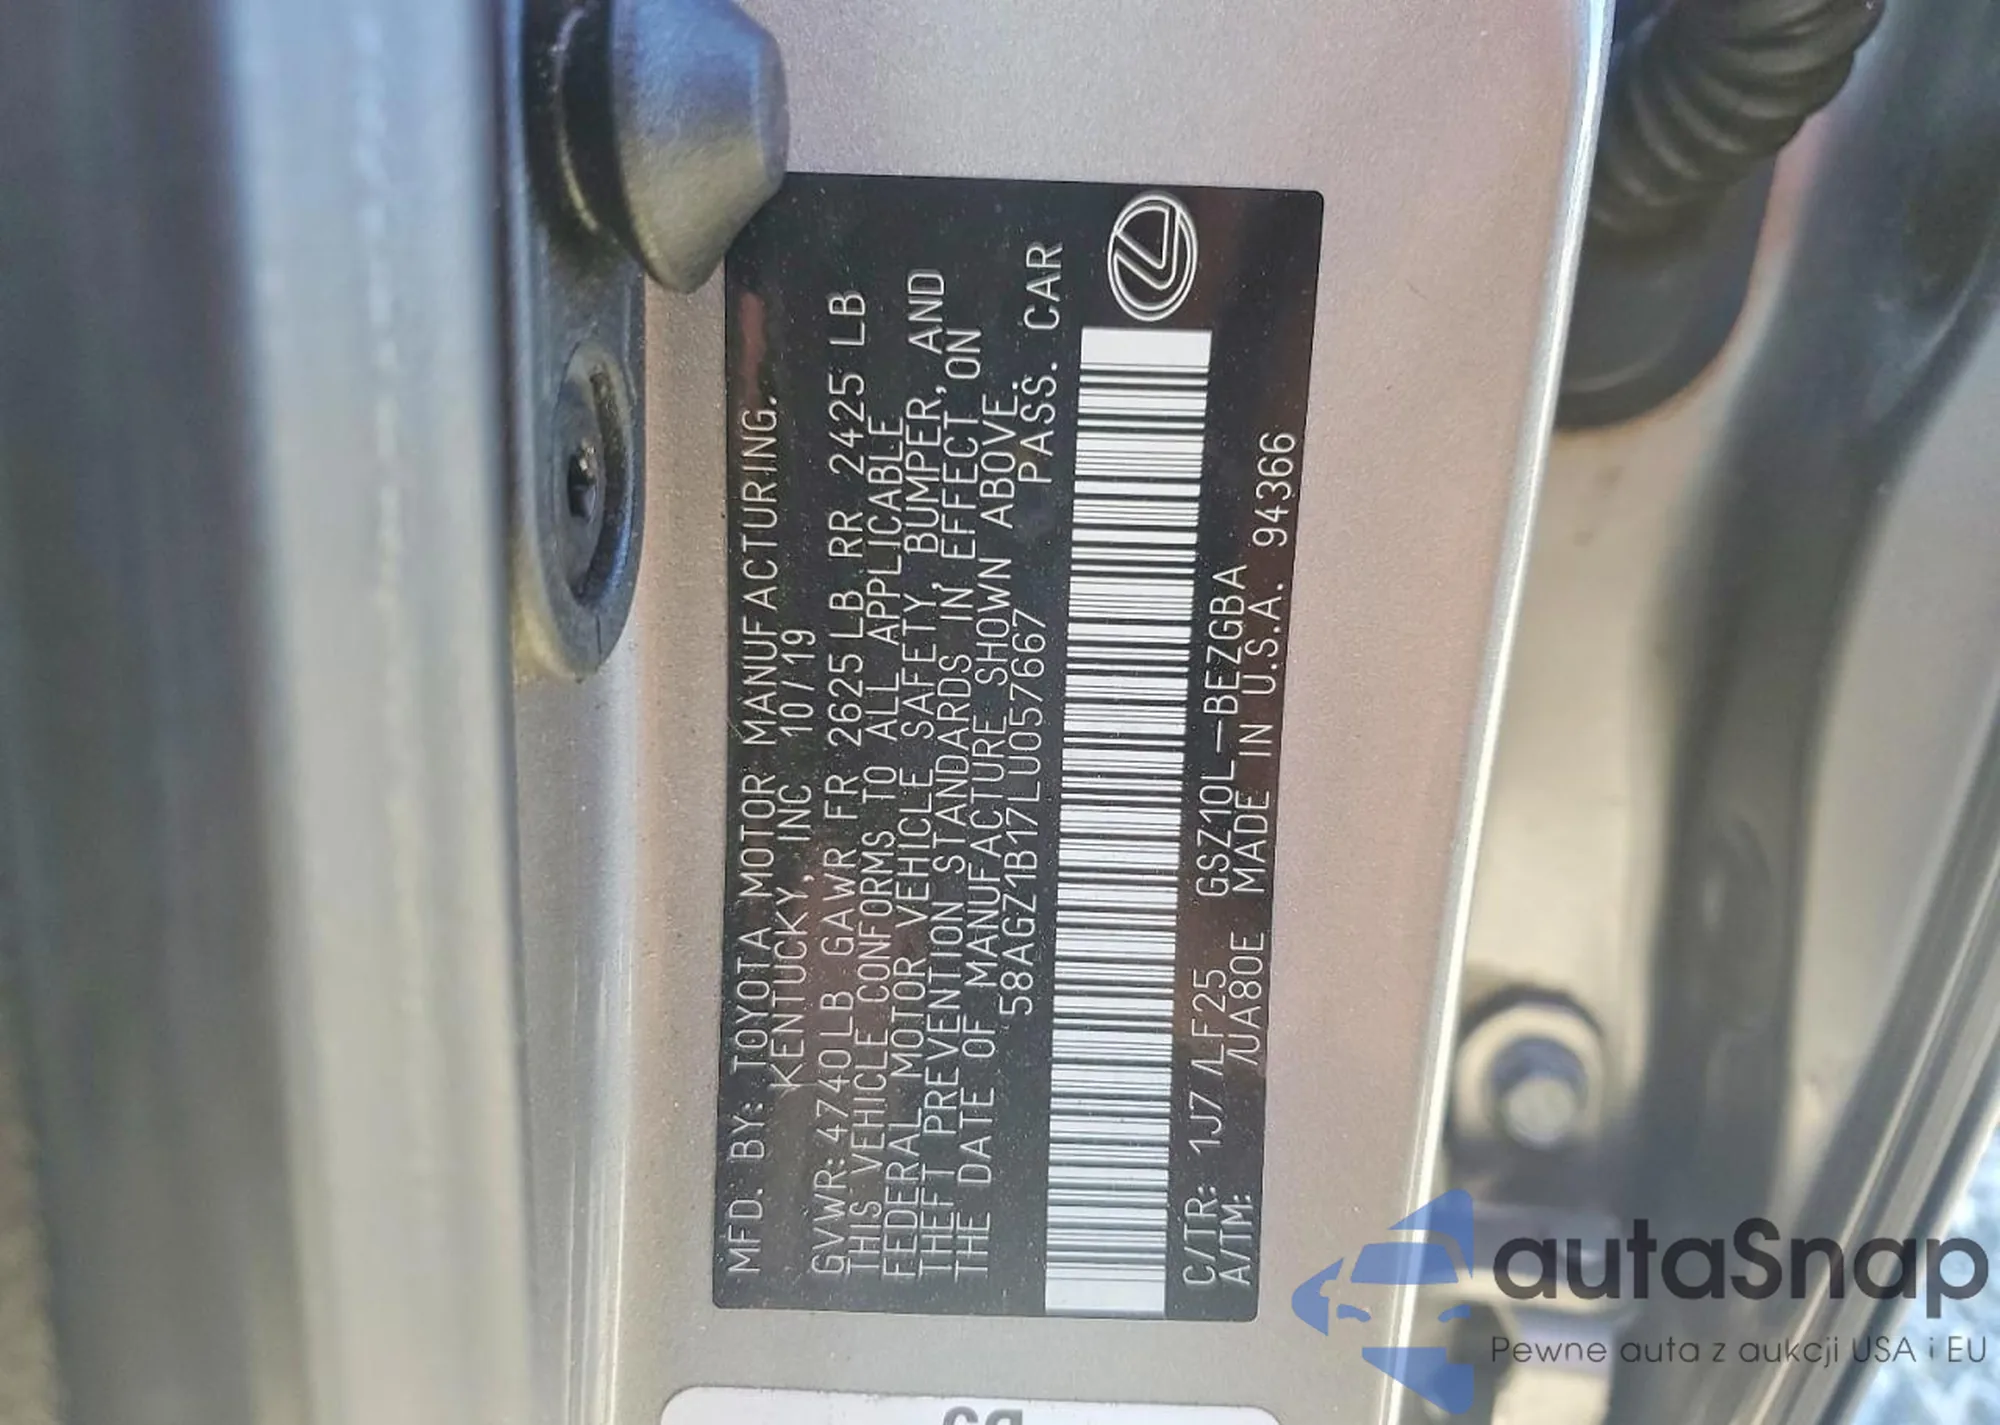 MFD. BY: TOYOTA MOTOR MANUFACTURING.
KENTUCKY, INC 10/19
GVWR: 4740LB GAWR FR 2625 LB RR 2425 LB
THIS VEHICLE CONFORMS TO ALL APPLICABLE
FEDERAL MOTOR VEHICLE SAFETY, BUMPER, AND
THEFT PREVENTION STANDARDS IN EFFECT ON
THE DATE OF MANUFACTURE SHOWN ABOVE.
58AGZ1B17LU057667 PASS. CAR
C/TR: 1J7/LF25 GSZ10L-BEZGBA
A/TM: /UA80E MADE IN U.S.A. 94366
autaSnap
Pewne auta z aukcji USA i EU